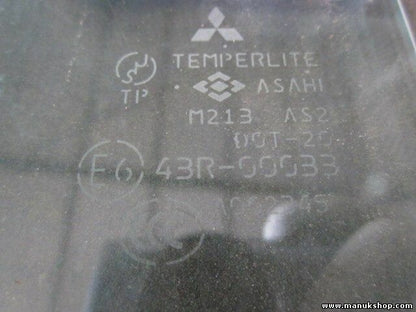 TEMPERLITE
TP ASAHI
M213 AS2
DOT-20
E6 43R-00033
www.manukshop.com